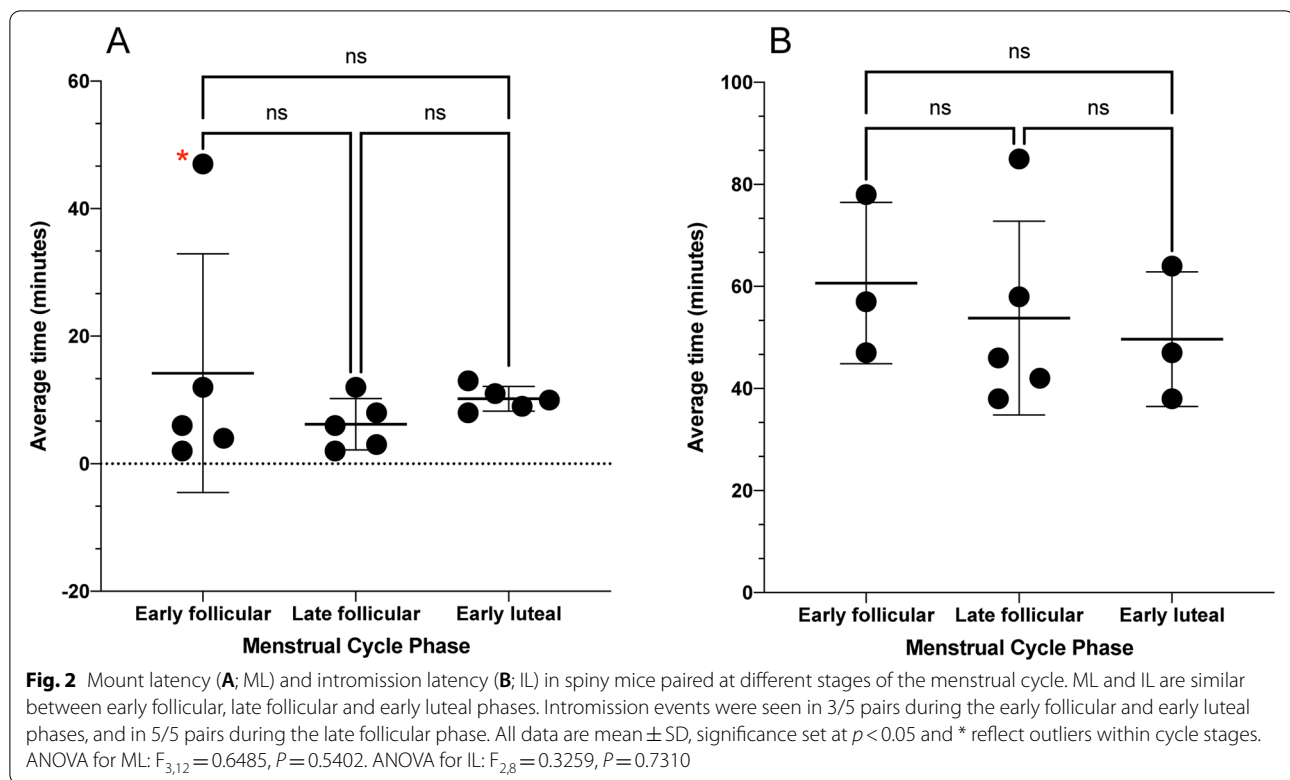 A
60
40
20
0
-20
Average time (minutes)
ns
ns
ns
*
Early follicular
Late follicular
Early luteal
Menstrual Cycle Phase
B
100
80
60
40
20
0
Average time (minutes)
ns
ns
ns
Early follicular
Late follicular
Early luteal
Menstrual Cycle Phase
Fig. 2 Mount latency (A; ML) and intromission latency (B; IL) in spiny mice paired at different stages of the menstrual cycle. ML and IL are similar
between early follicular, late follicular and early luteal phases. Intromission events were seen in 3/5 pairs during the early follicular and early luteal
phases, and in 5/5 pairs during the late follicular phase. All data are mean ± SD, significance set at p < 0.05 and * reflect outliers within cycle stages.
ANOVA for ML: F3,12 = 0.6485, P = 0.5402. ANOVA for IL: F2,8 = 0.3259, P = 0.7310